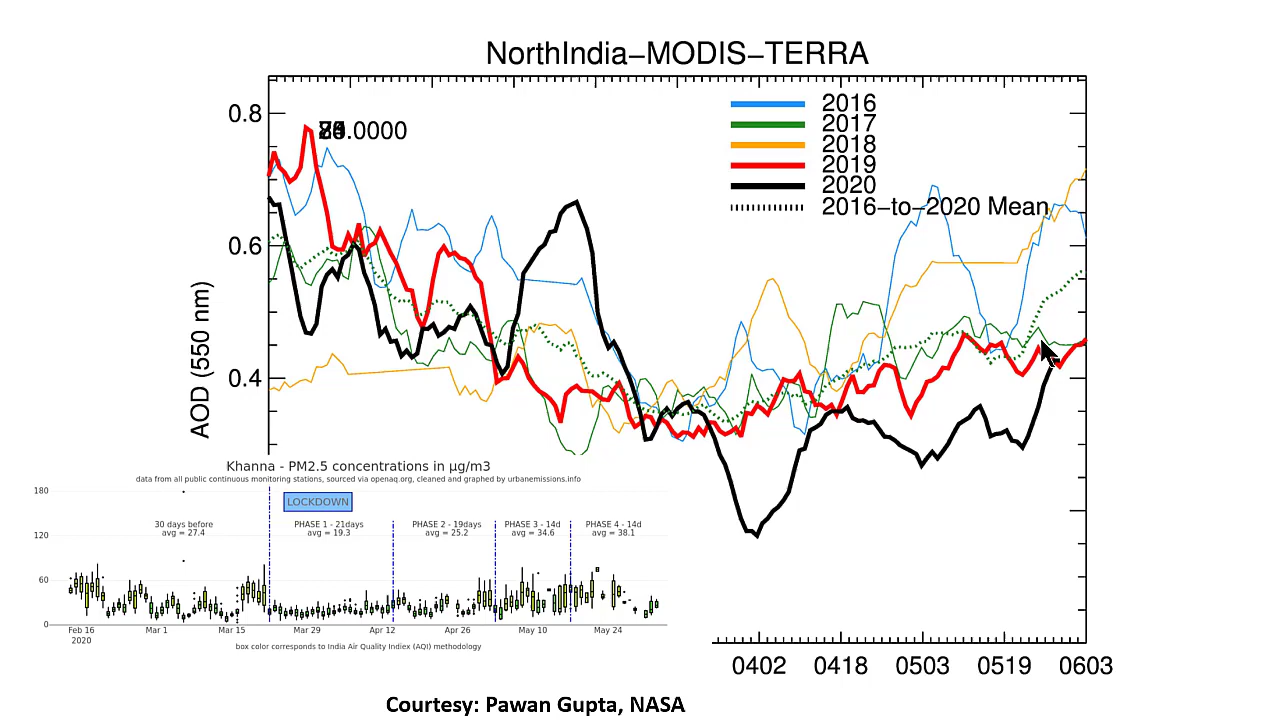 NorthIndia−MODIS−TERRA
0.8
0.6
0.4
AOD (550 nm)
.0000
2016
2017
2018
2019
2020
2016−to−2020 Mean
Khanna - PM2.5 concentrations in µg/m3
data from all public continuous monitoring stations, sourced via openaq.org, cleaned and graphed by urbanemissions.info
LOCKDOWN
180
120
60
0
30 days before
avg = 27.4
PHASE 1 - 21days
avg = 19.3
PHASE 2 - 19days
avg = 25.2
PHASE 3 - 14d
avg = 34.6
PHASE 4 - 14d
avg = 38.1
Feb 16
2020
Mar 1
Mar 15
Mar 29
Apr 12
Apr 26
May 10
May 24
box color corresponds to India Air Quality Index (AQI) methodology
0402 0418 0503 0519 0603
Courtesy: Pawan Gupta, NASA